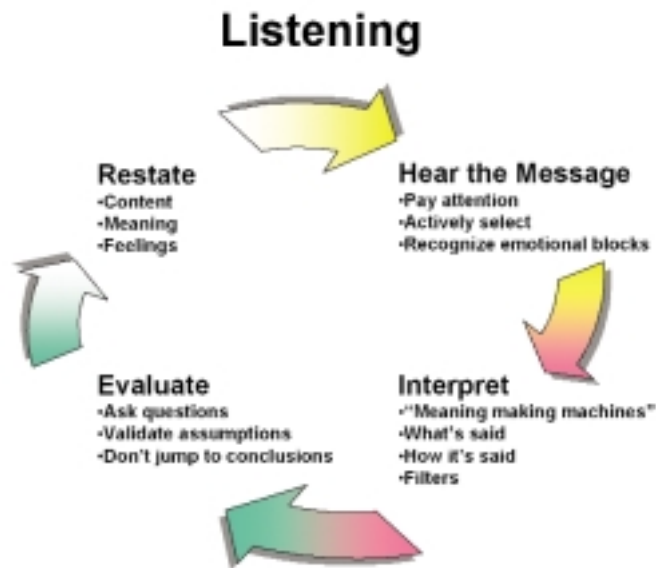 Listening
Restate
•Content
•Meaning
•Feelings
Hear the Message
•Pay attention
•Actively select
•Recognize emotional blocks
Evaluate
•Ask questions
•Validate assumptions
•Don't jump to conclusions
Interpret
•“Meaning making machines”
•What's said
•How it's said
•Filters